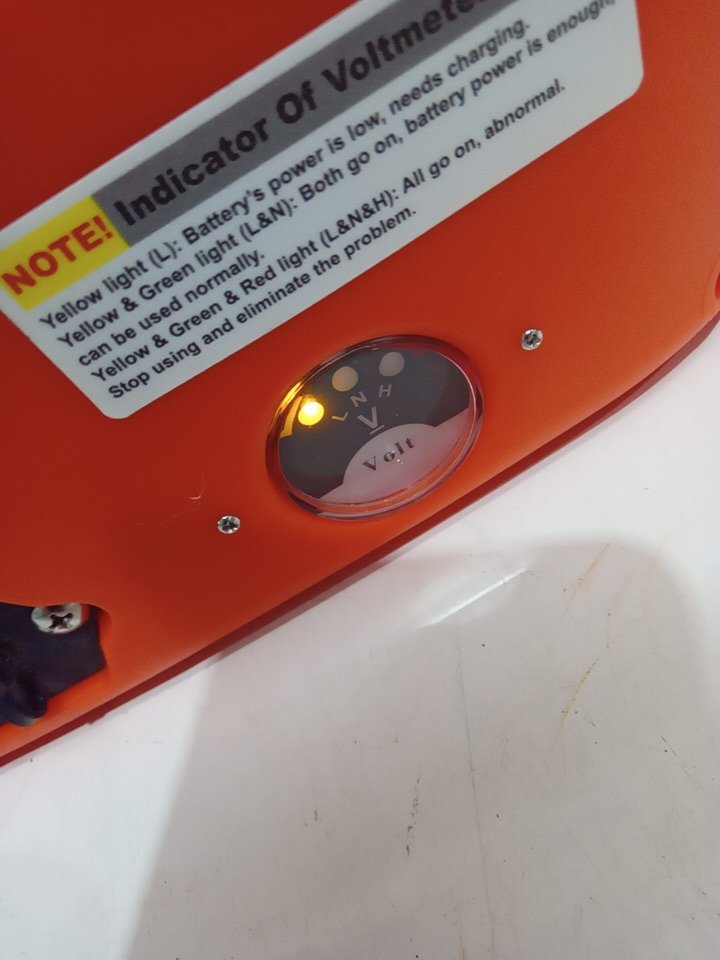 NOTE! Indicator Of Voltmeter
Yellow light (L): Battery's power is low, needs charging.
Yellow & Green light (L&N): Both go on, battery power is enough,
can be used normally.
Yellow & Green & Red light (L&N&H): All go on, abnormal.
Stop using and eliminate the problem.
L N H
V
Volt